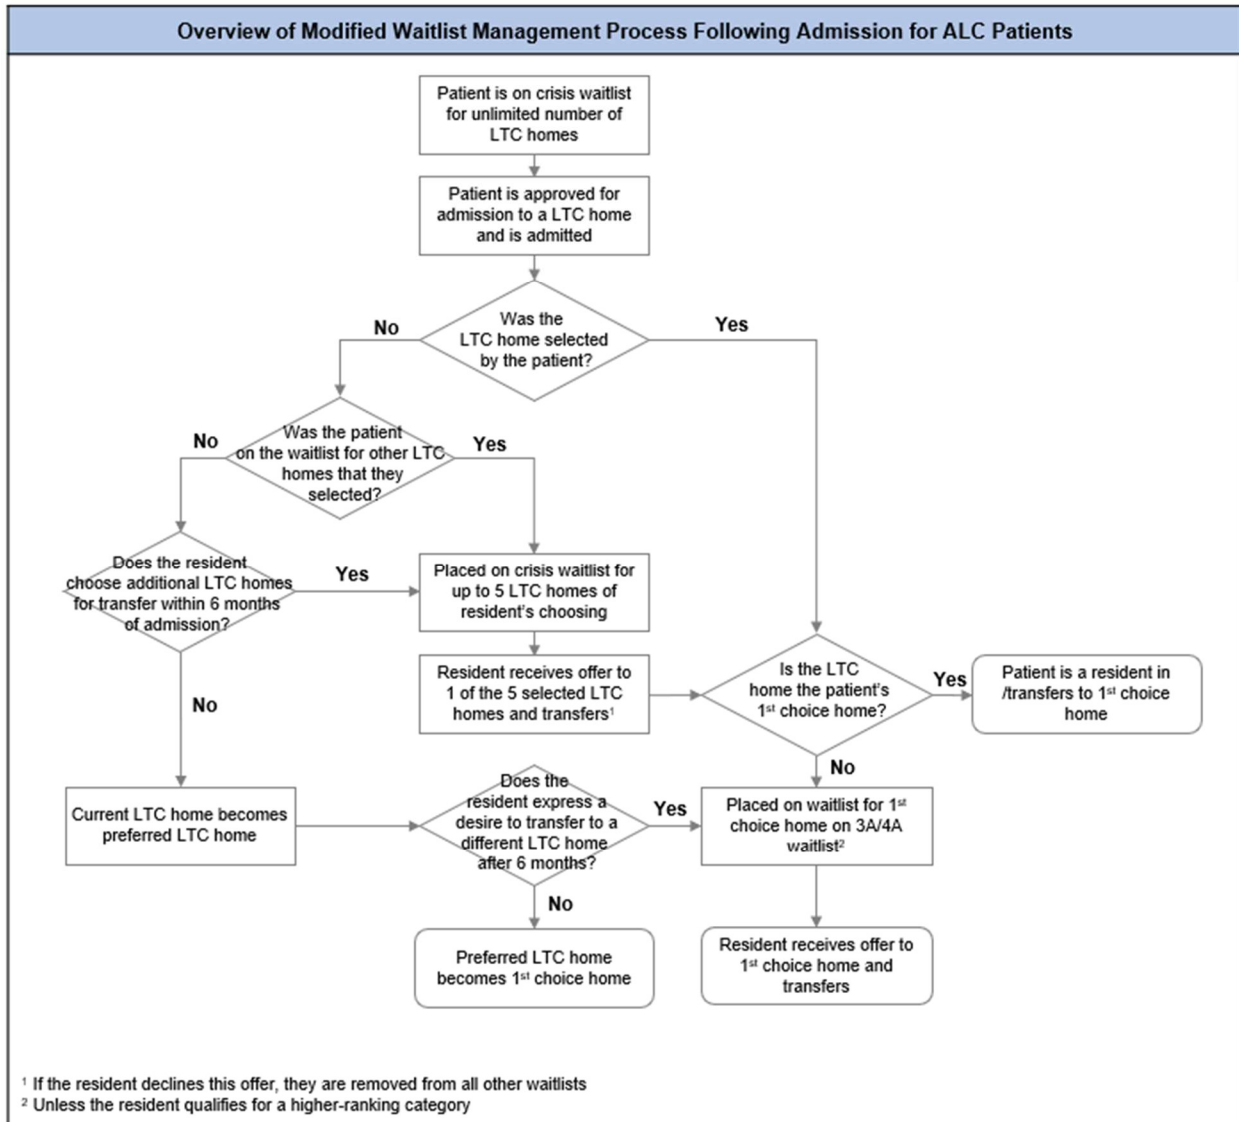 Overview of Modified Waitlist Management Process Following Admission for ALC Patients
Patient is on crisis waitlist
for unlimited number of
LTC homes
Patient is approved for
admission to a LTC home
and is admitted
Was the
LTC home selected
by the patient?
No
Yes
Was the patient
on the waitlist for other LTC
homes that they
selected?
No
Yes
Does the resident
choose additional LTC homes
for transfer within 6 months
of admission?
Yes
No
Placed on crisis waitlist for
up to 5 LTC homes of
resident's choosing
Resident receives offer to
1 of the 5 selected LTC
homes and transfers¹
Is the LTC
home the patient's
1st choice home?
Yes
No
Patient is a resident in
/transfers to 1st choice
home
Current LTC home becomes
preferred LTC home
Does the
resident express a
desire to transfer to a
different LTC home
after 6 months?
Yes
No
Placed on waitlist for 1st
choice home on 3A/4A
waitlist²
Preferred LTC home
becomes 1st choice home
Resident receives offer to
1st choice home and
transfers
¹ If the resident declines this offer, they are removed from all other waitlists
² Unless the resident qualifies for a higher-ranking category